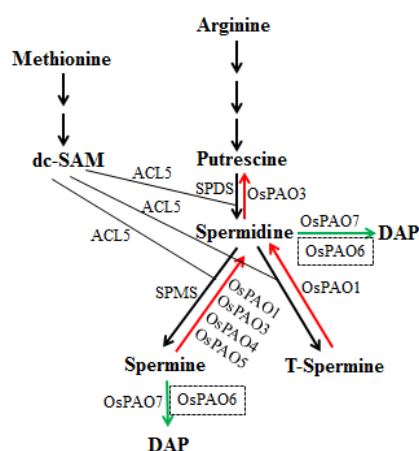 Arginine
Methionine
dc-SAM
Putrescine
ACL5
SPDS
OsPAO3
ACL5
ACL5
Spermidine
OsPAO7
DAP
OsPAO6
SPMS
OsPAO1
OsPAO3
OsPAO4
OsPAO5
OsPAO1
Spermine
T-Spermine
OsPAO7
OsPAO6
DAP